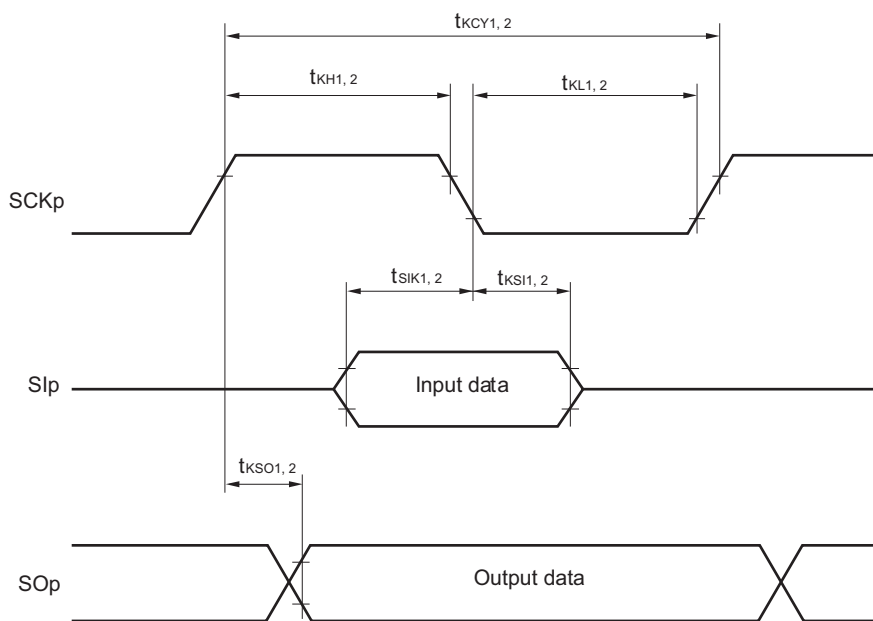 tKCY1, 2
tKH1, 2
tKL1, 2
SCKp
tSIK1, 2
tKSI1, 2
SIp
Input data
tKSO1, 2
SOp
Output data